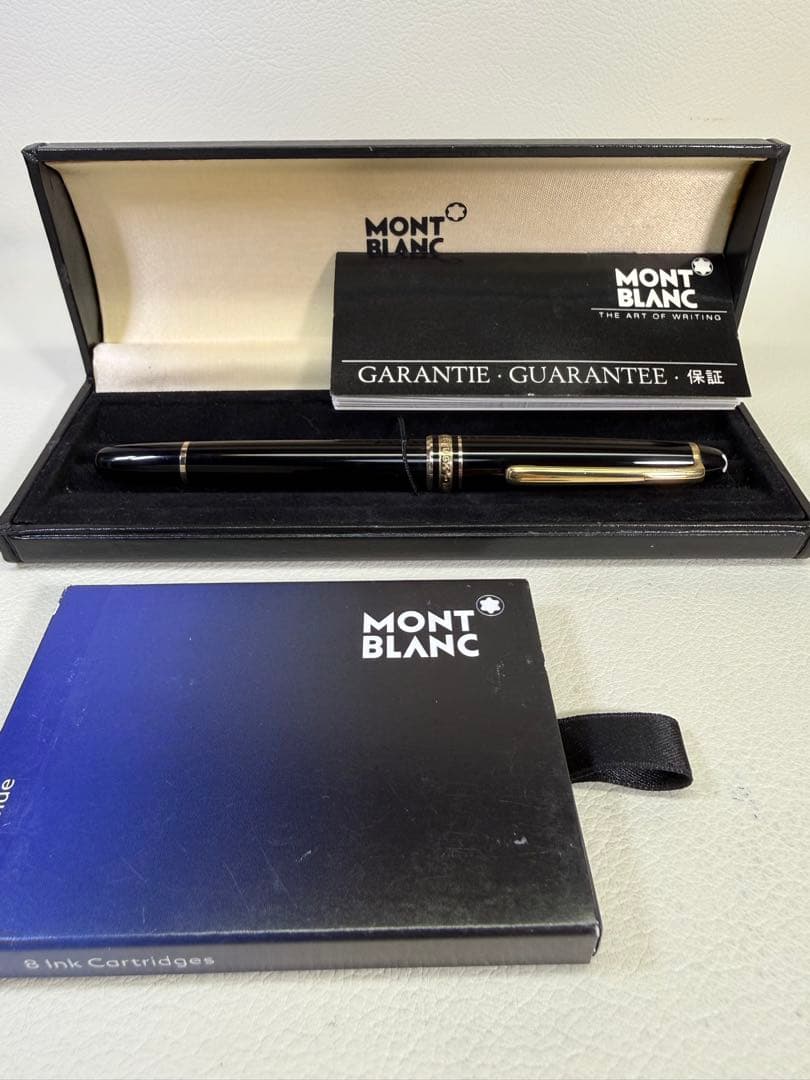 MONT
BLANC
MONT
BLANC
THE ART OF WRITING
GARANTIE · GUARANTEE · 保証
MONT
BLANC
8 Ink Cartridges